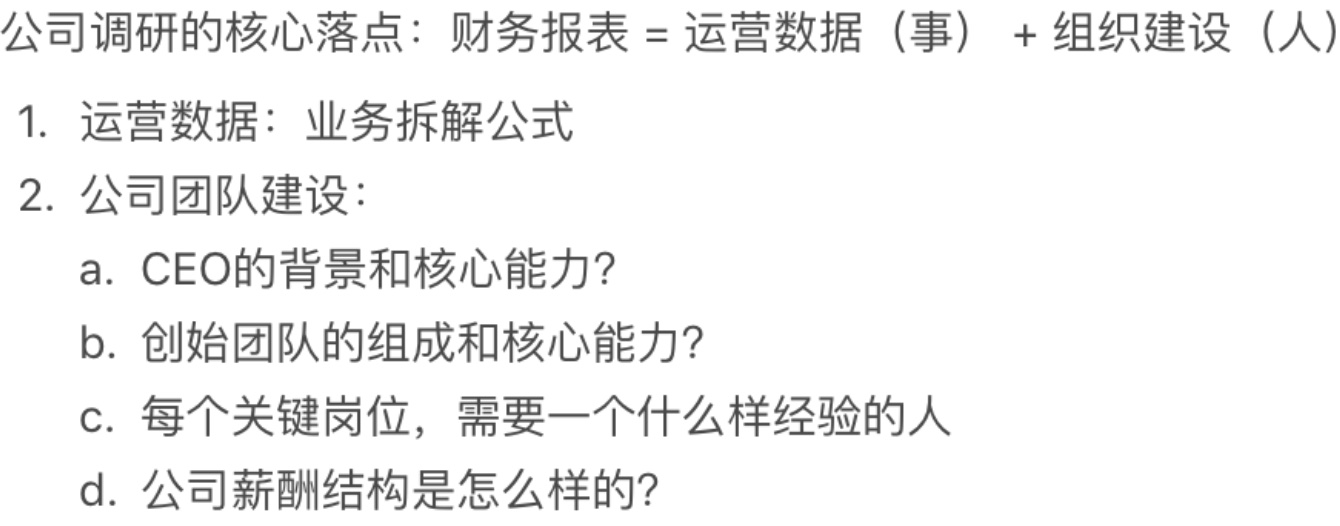 公司调研的核心落点：财务报表 = 运营数据（事） + 组织建设（人）
1. 运营数据：业务拆解公式
2. 公司团队建设：
a. CEO的背景和核心能力?
b. 创始团队的组成和核心能力?
c. 每个关键岗位，需要一个什么样经验的人
d. 公司薪酬结构是怎么样的?